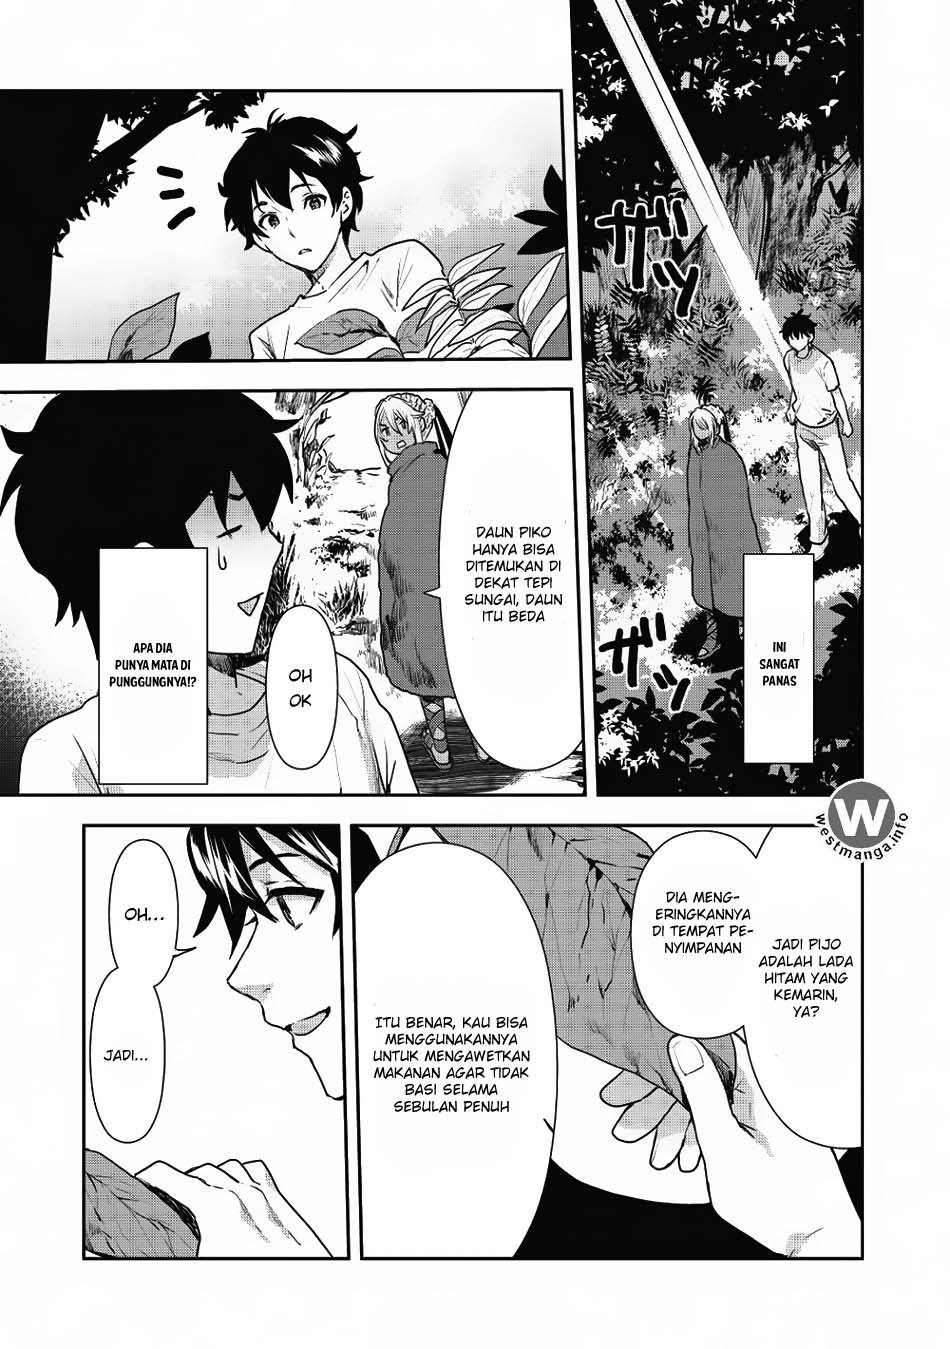 ザッ
INI
SANGAT
PANAS
ザッ
DAUN PIKO
HANYA BISA
DITEMUKAN DI
DEKAT TEPI
SUNGAI, DAUN
ITU BEDA
OH
OK
APA DIA
PUNYA MATA DI
PUNGGUNGNYA!?
W
westmanga.info
JADI PIJO
ADALAH LADA
HITAM YANG
KEMARIN,
YA?
DIA MENG-
ERINGKANNYA
DI TEMPAT PE-
NYIMPANAN
ITU BENAR, KAU BISA
MENGGUNAKANNYA
UNTUK MENGAWETKAN
MAKANAN AGAR TIDAK
BASI SELAMA
SEBULAN PENUH
OH...
JADI...